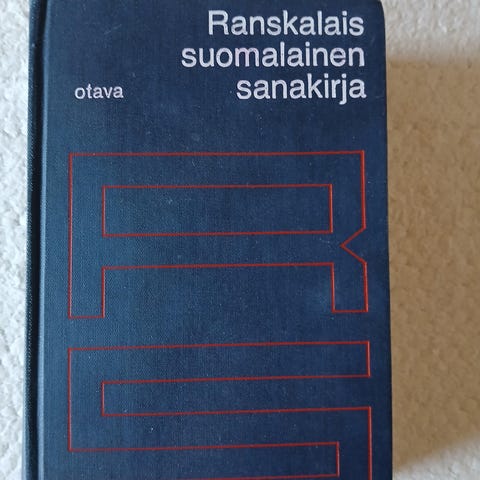 Ranskalais
suomalainen
sanakirja
otava
R
S